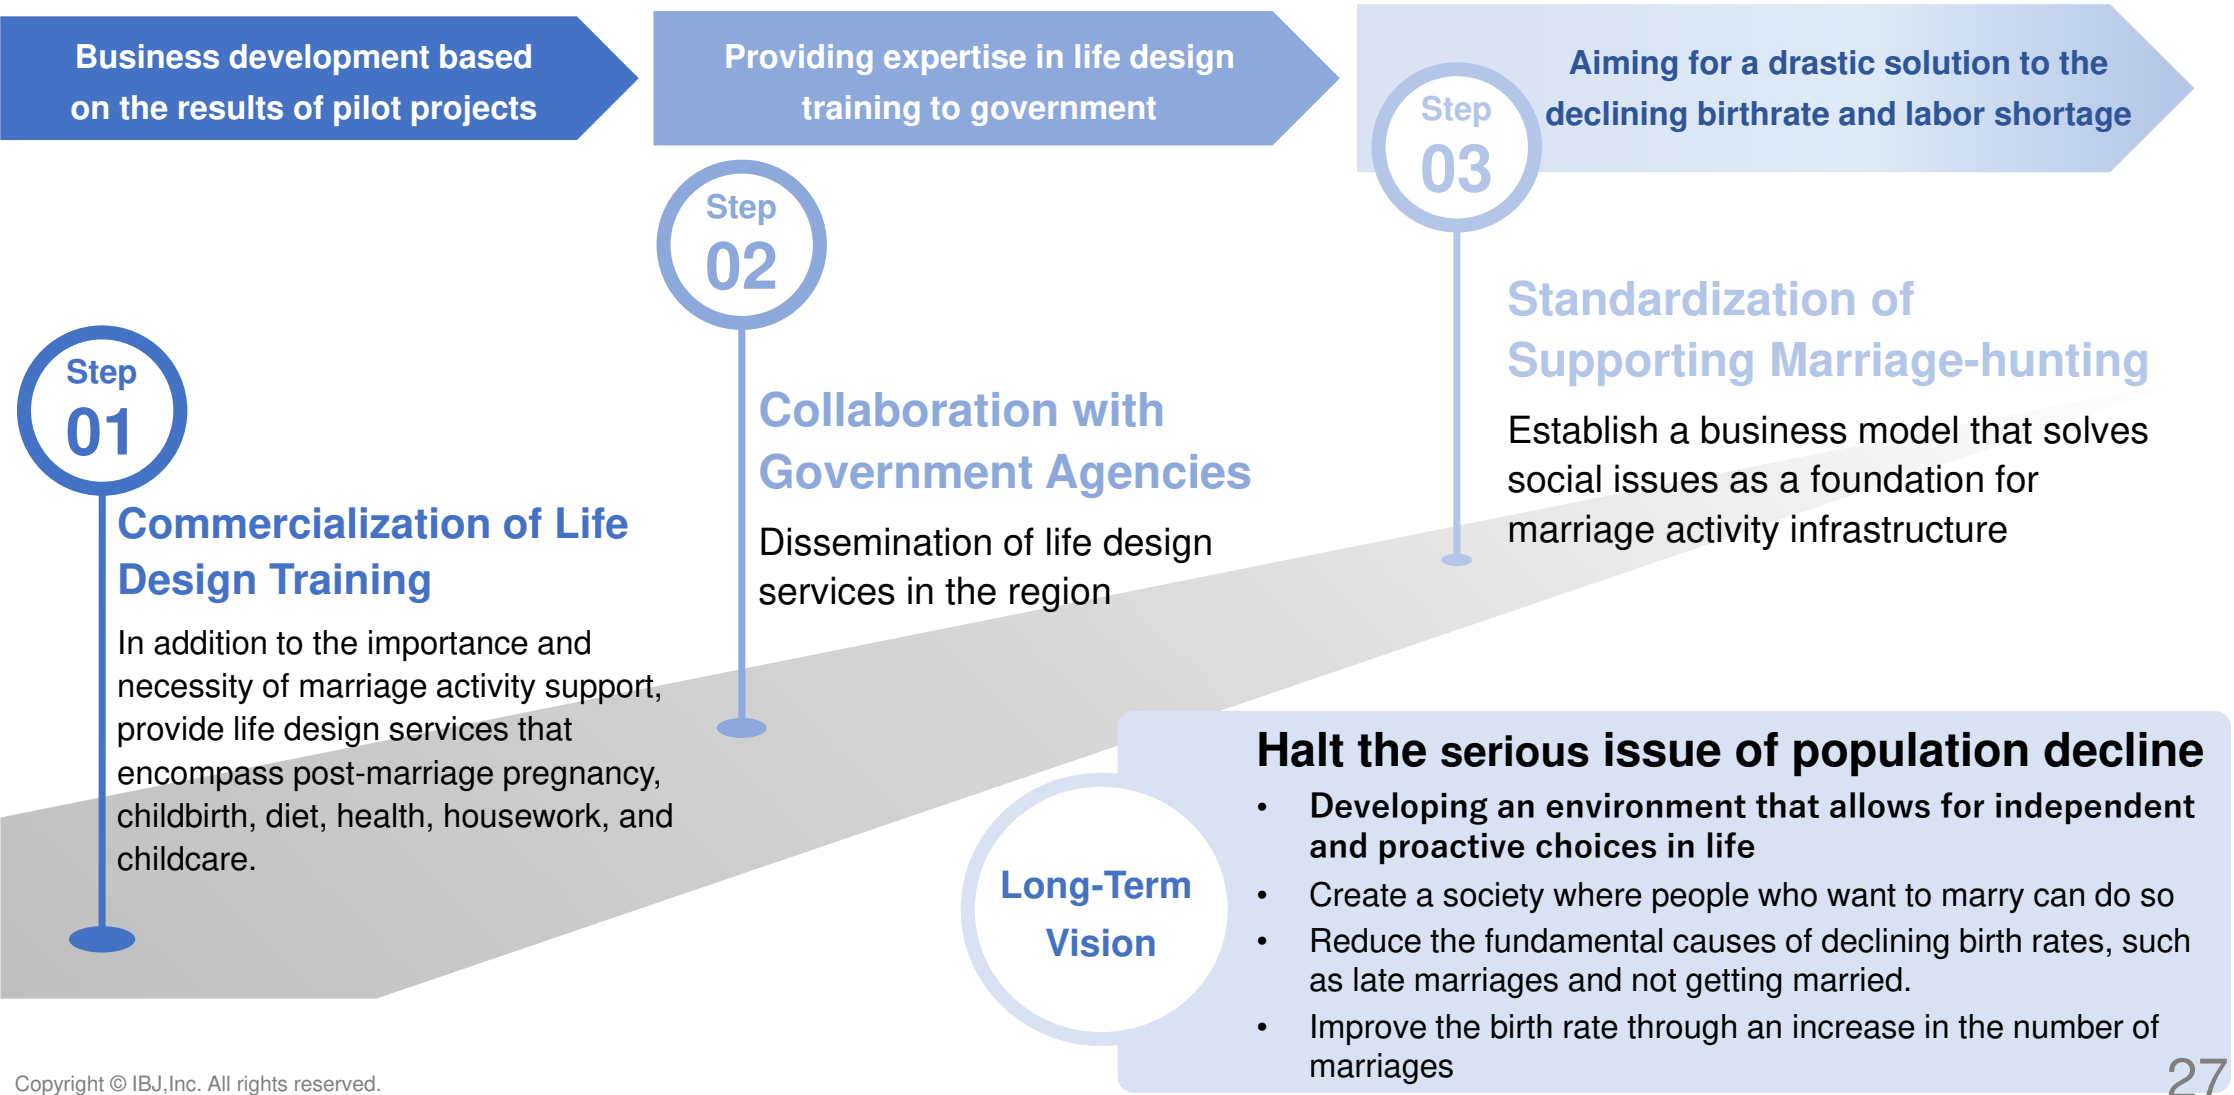 Business development based
on the results of pilot projects
Providing expertise in life design
training to government
Aiming for a drastic solution to the
declining birthrate and labor shortage
Step
01
Commercialization of Life
Design Training
In addition to the importance and
necessity of marriage activity support,
provide life design services that
encompass post-marriage pregnancy,
childbirth, diet, health, housework, and
childcare.
Step
02
Collaboration with
Government Agencies
Dissemination of life design
services in the region
Step
03
Standardization of
Supporting Marriage-hunting
Establish a business model that solves
social issues as a foundation for
marriage activity infrastructure
Long-Term
Vision
Halt the serious issue of population decline
• Developing an environment that allows for independent
and proactive choices in life
• Create a society where people who want to marry can do so
• Reduce the fundamental causes of declining birth rates, such
as late marriages and not getting married.
• Improve the birth rate through an increase in the number of
marriages
Copyright © IBJ,Inc. All rights reserved.
27